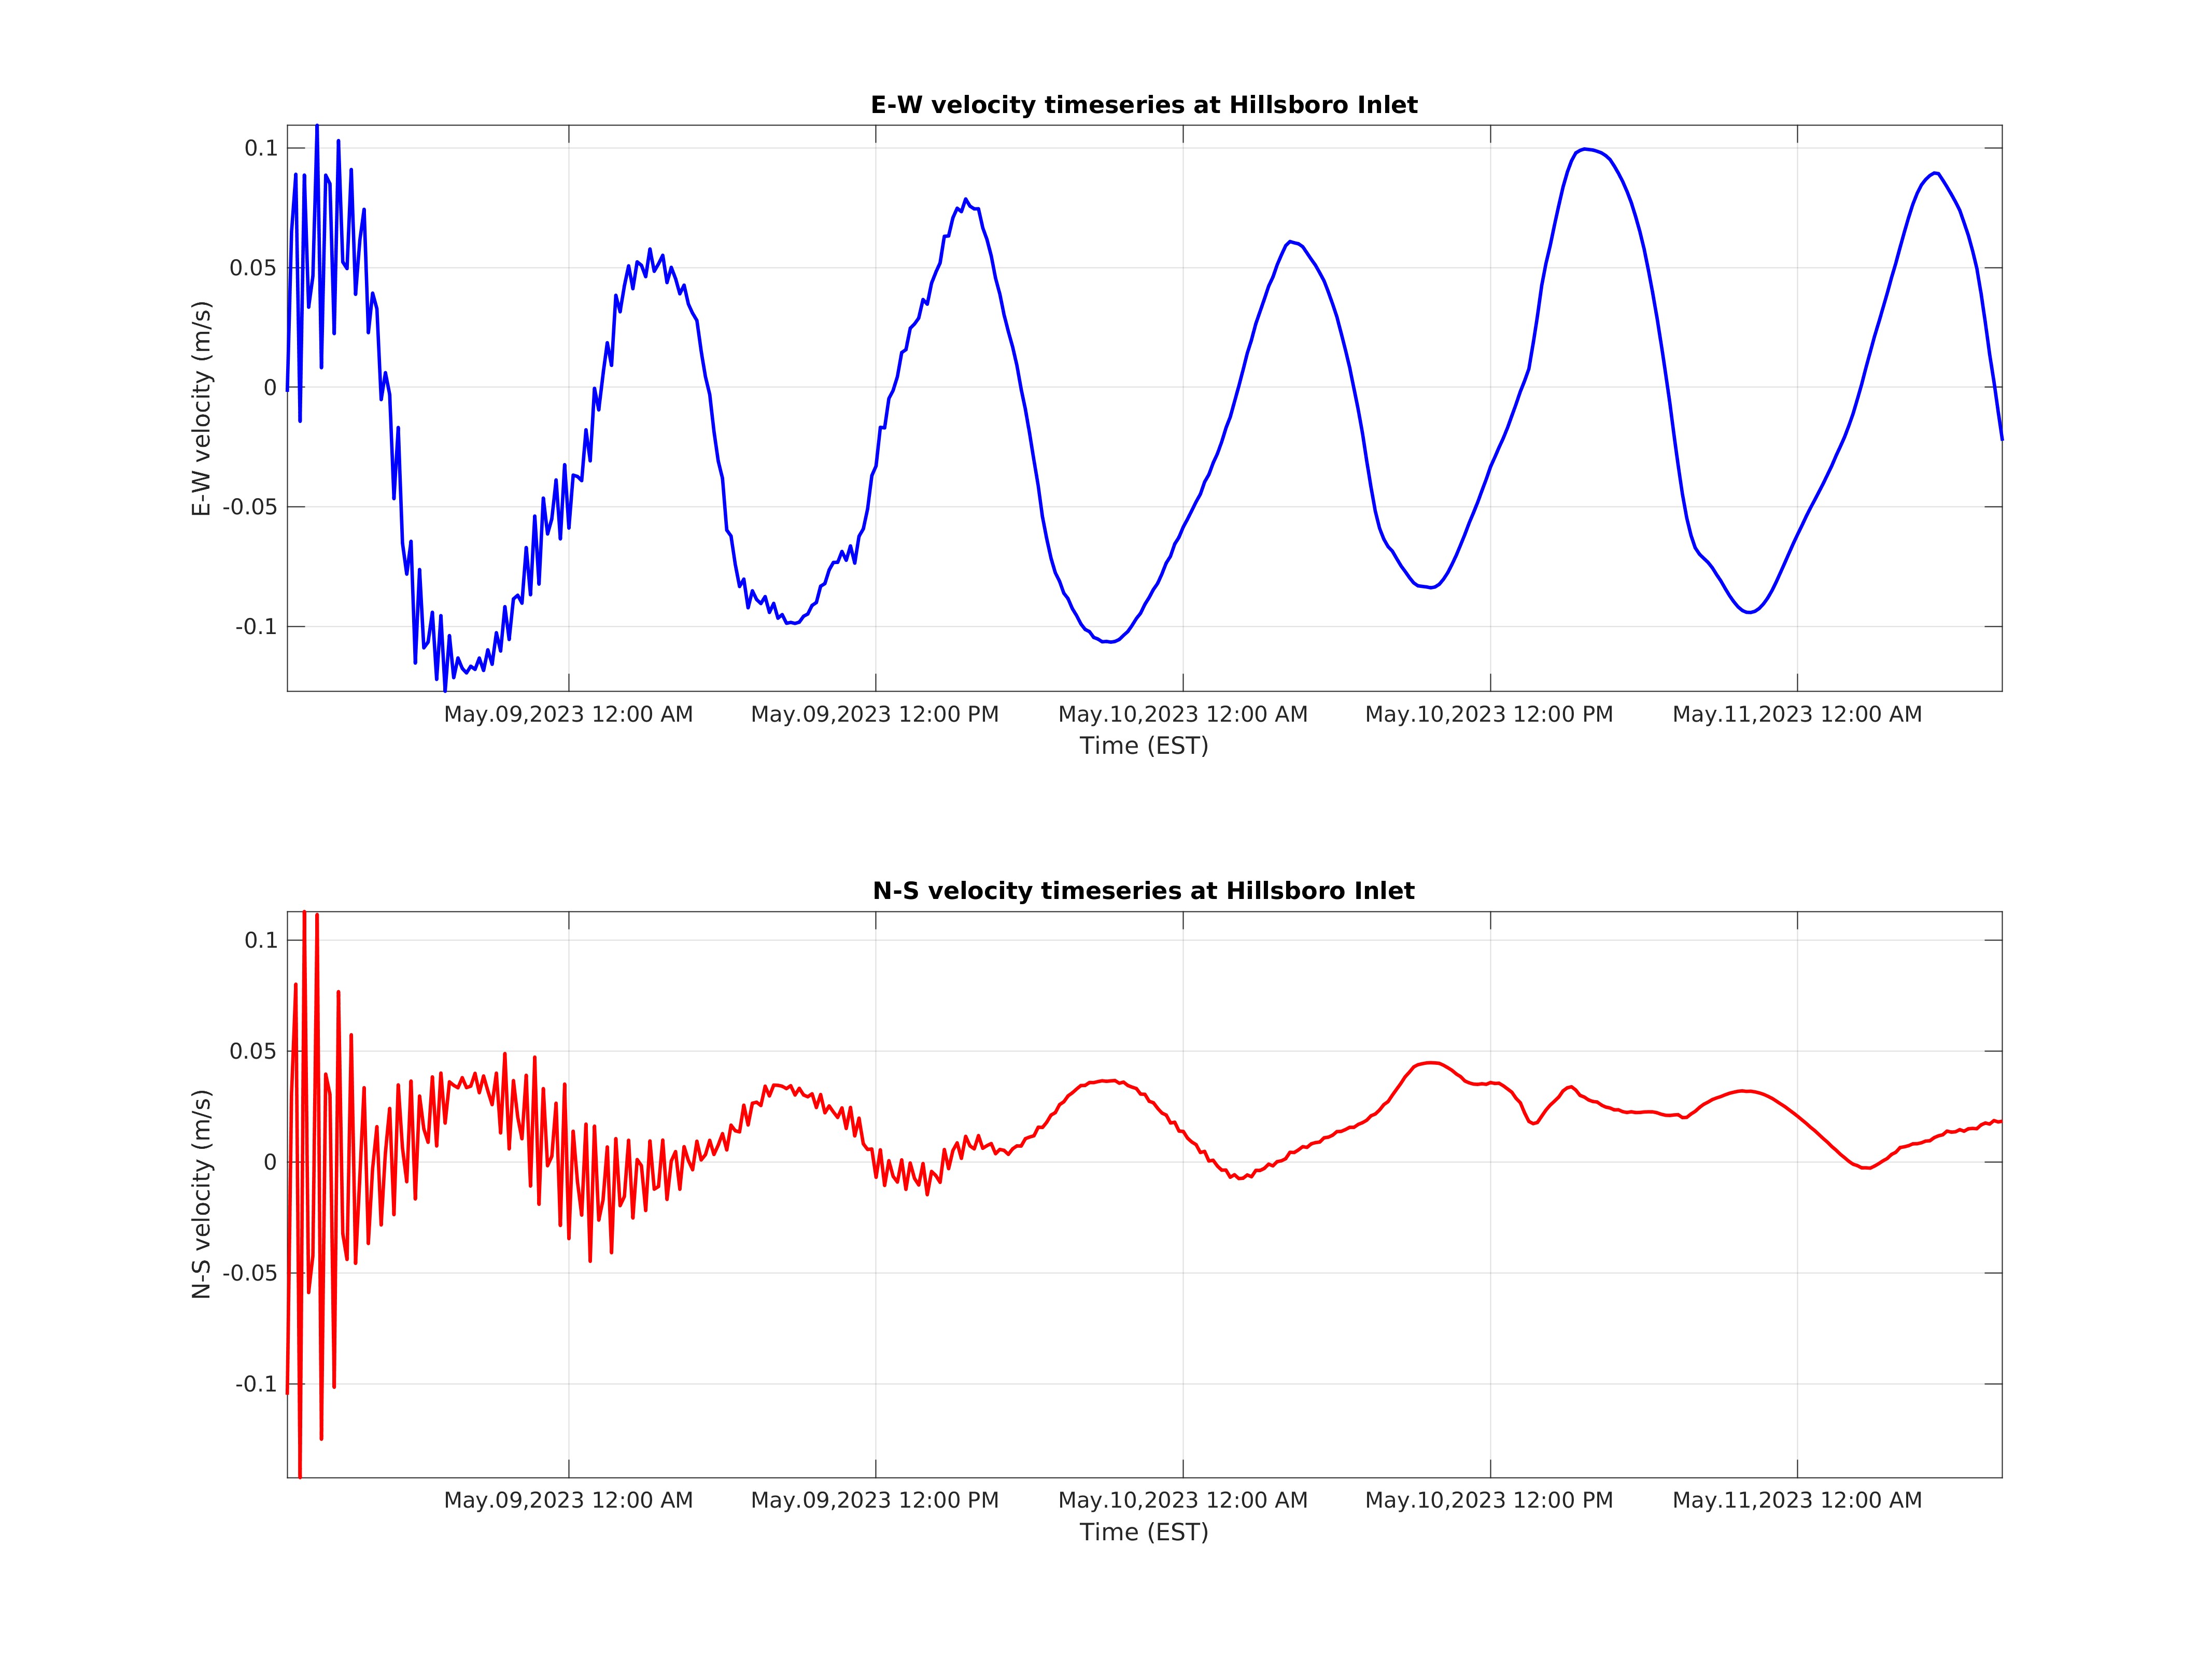 E-W velocity timeseries at Hillsboro Inlet
E-W velocity (m/s)
0.1
0.05
0
-0.05
-0.1
May.09,2023 12:00 AM
May.09,2023 12:00 PM
May.10,2023 12:00 AM
May.10,2023 12:00 PM
May.11,2023 12:00 AM
Time (EST)
N-S velocity timeseries at Hillsboro Inlet
N-S velocity (m/s)
0.1
0.05
0
-0.05
-0.1
May.09,2023 12:00 AM
May.09,2023 12:00 PM
May.10,2023 12:00 AM
May.10,2023 12:00 PM
May.11,2023 12:00 AM
Time (EST)